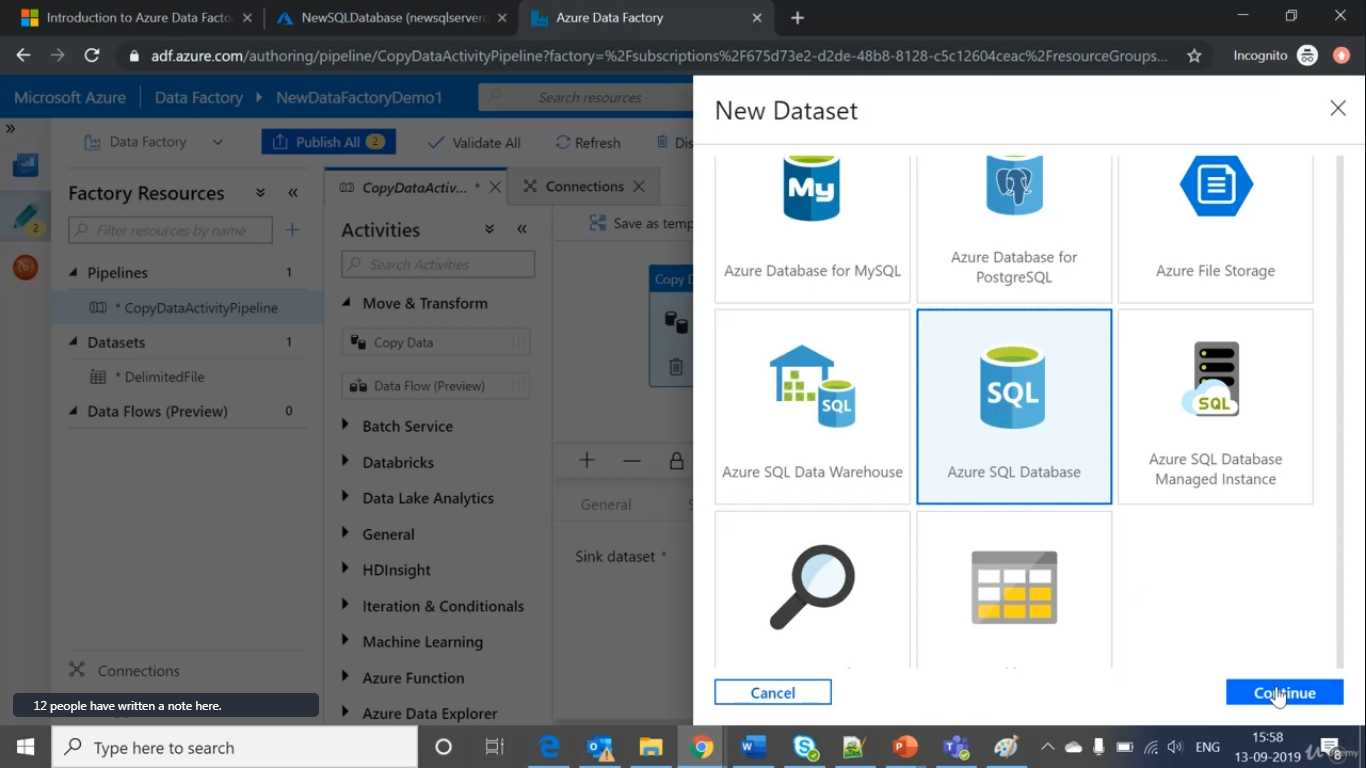 Introduction to Azure Data Facto
NewSQLDatabase (newsqlserver
Azure Data Factory
adf.azure.com/authoring/pipeline/CopyDataActivityPipeline?factory=%2Fsubscriptions%2F675d73e2-d2de-48b8-8128-c5c12604ceac%2FresourceGroups...
Incognito
Microsoft Azure
Data Factory
NewDataFactoryDemo1
Search resources
Data Factory
Publish All 2
Validate All
Refresh
Dis
Factory Resources
Filter resources by name
Pipelines 1
* CopyDataActivityPipeline
Datasets 1
* DelimitedFile
Data Flows (Preview) 0
Connections
2
CopyDataActiv... *
Connections
Activities
Search Activities
Move & Transform
Copy Data
Data Flow (Preview)
Batch Service
Databricks
Data Lake Analytics
General
HDInsight
Iteration & Conditionals
Machine Learning
Azure Function
Azure Data Explorer
Save as temp
Copy D
General
S
Sink dataset *
New Dataset
My
Azure Database for MySQL
Azure Database for
PostgreSQL
Azure File Storage
SQL
Azure SQL Data Warehouse
SQL
Azure SQL Database
SQL
Azure SQL Database
Managed Instance
Cancel
Continue
12 people have written a note here.
Type here to search
ENG
15:58
13-09-2019
8